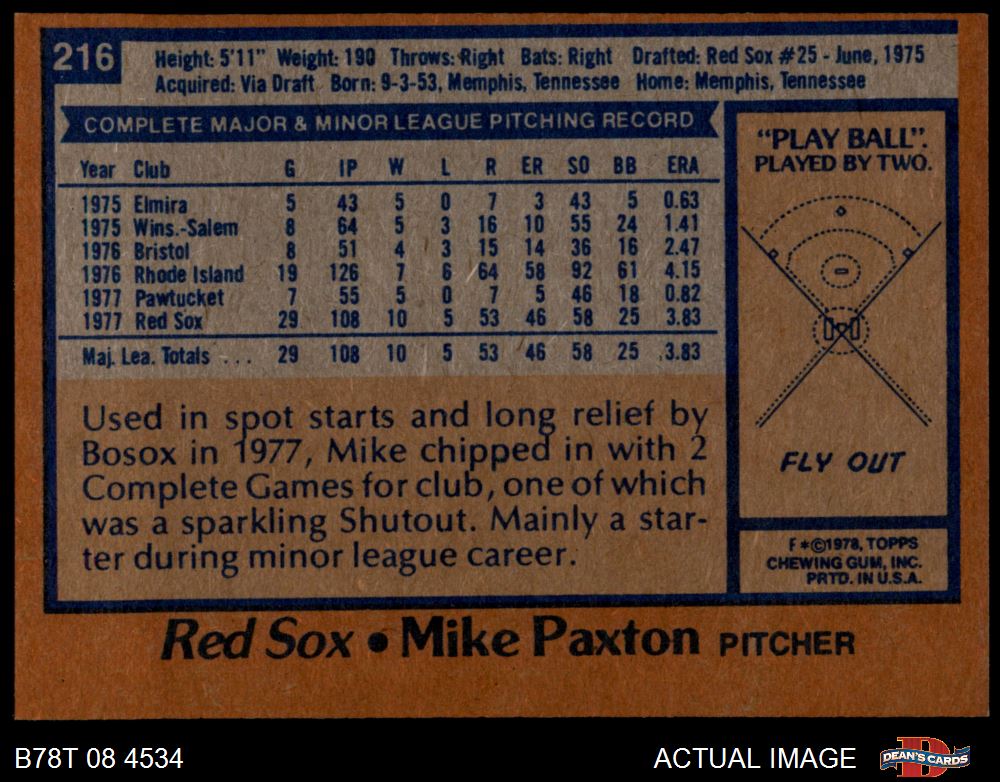 216
Height: 5'11" Weight: 190 Throws: Right Bats: Right Drafted: Red Sox #25 - June, 1975
Acquired: Via Draft Born: 9-3-53, Memphis, Tennessee Home: Memphis, Tennessee
COMPLETE MAJOR & MINOR LEAGUE PITCHING RECORD
Year Club G IP W L R ER SO BB ERA
1975 Elmira 5 43 5 0 7 3 43 5 0.63
1975 Wins.-Salem 8 64 5 3 16 10 55 24 1.41
1976 Bristol 8 51 4 3 15 14 36 16 2.47
1976 Rhode Island 19 126 7 6 64 58 92 61 4.15
1977 Pawtucket 7 55 5 0 7 5 46 18 0.82
1977 Red Sox 29 108 10 5 53 46 58 25 3.83
Maj. Lea. Totals ... 29 108 10 5 53 46 58 25 3.83
Used in spot starts and long relief by
Bosox in 1977, Mike chipped in with 2
Complete Games for club, one of which
was a sparkling Shutout. Mainly a star-
ter during minor league career.
"PLAY BALL".
PLAYED BY TWO.
FLY OUT
F*©1978, TOPPS
CHEWING GUM, INC.
PRTD. IN U.S.A.
Red Sox • Mike Paxton PITCHER
B78T 08 4534
ACTUAL IMAGE
DEAN'S CARDS